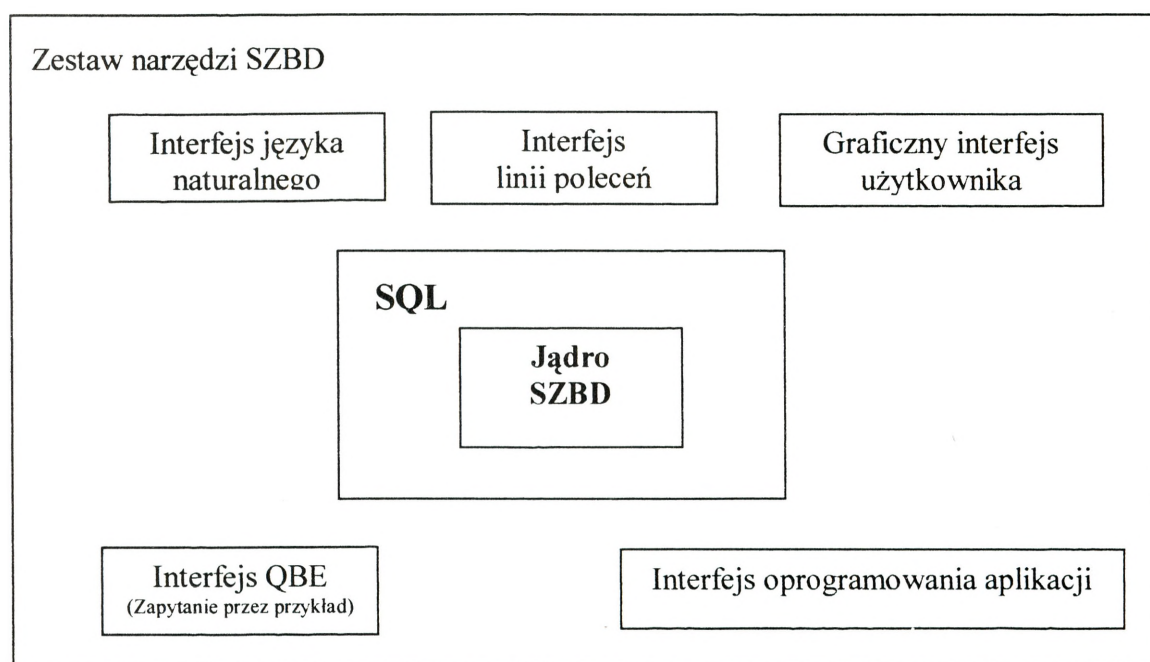 Zestaw narzędzi SZBD
Interfejs języka
naturalnego
Interfejs
linii poleceń
Graficzny interfejs
użytkownika
SQL
Jądro
SZBD
Interfejs QBE
(Zapytanie przez przykład)
Interfejs oprogramowania aplikacji